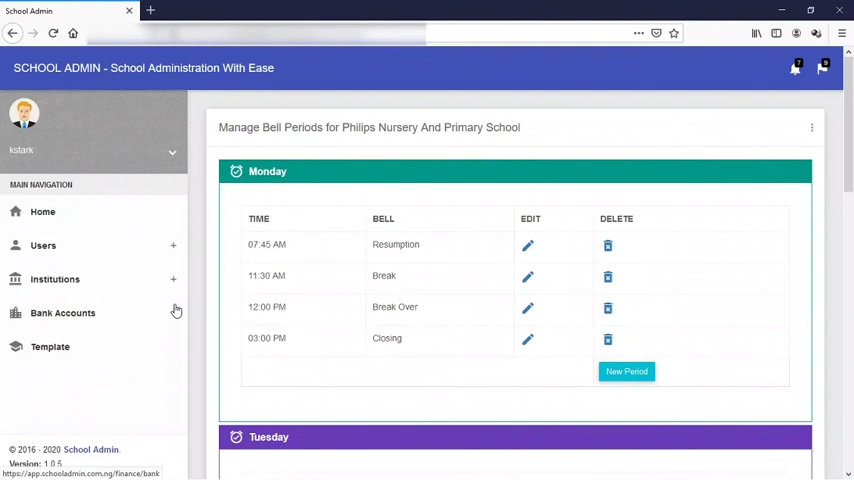 School Admin
SCHOOL ADMIN - School Administration With Ease
7
9
kstark
MAIN NAVIGATION
Home
Users
Institutions
Bank Accounts
Template
© 2016 - 2020 School Admin.
Version: 1.0.5
https://app.schooladmin.com.ng/finance/bank
Manage Bell Periods for Philips Nursery And Primary School
Monday
TIME BELL EDIT DELETE
07:45 AM Resumption
11:30 AM Break
12:00 PM Break Over
03:00 PM Closing
New Period
Tuesday